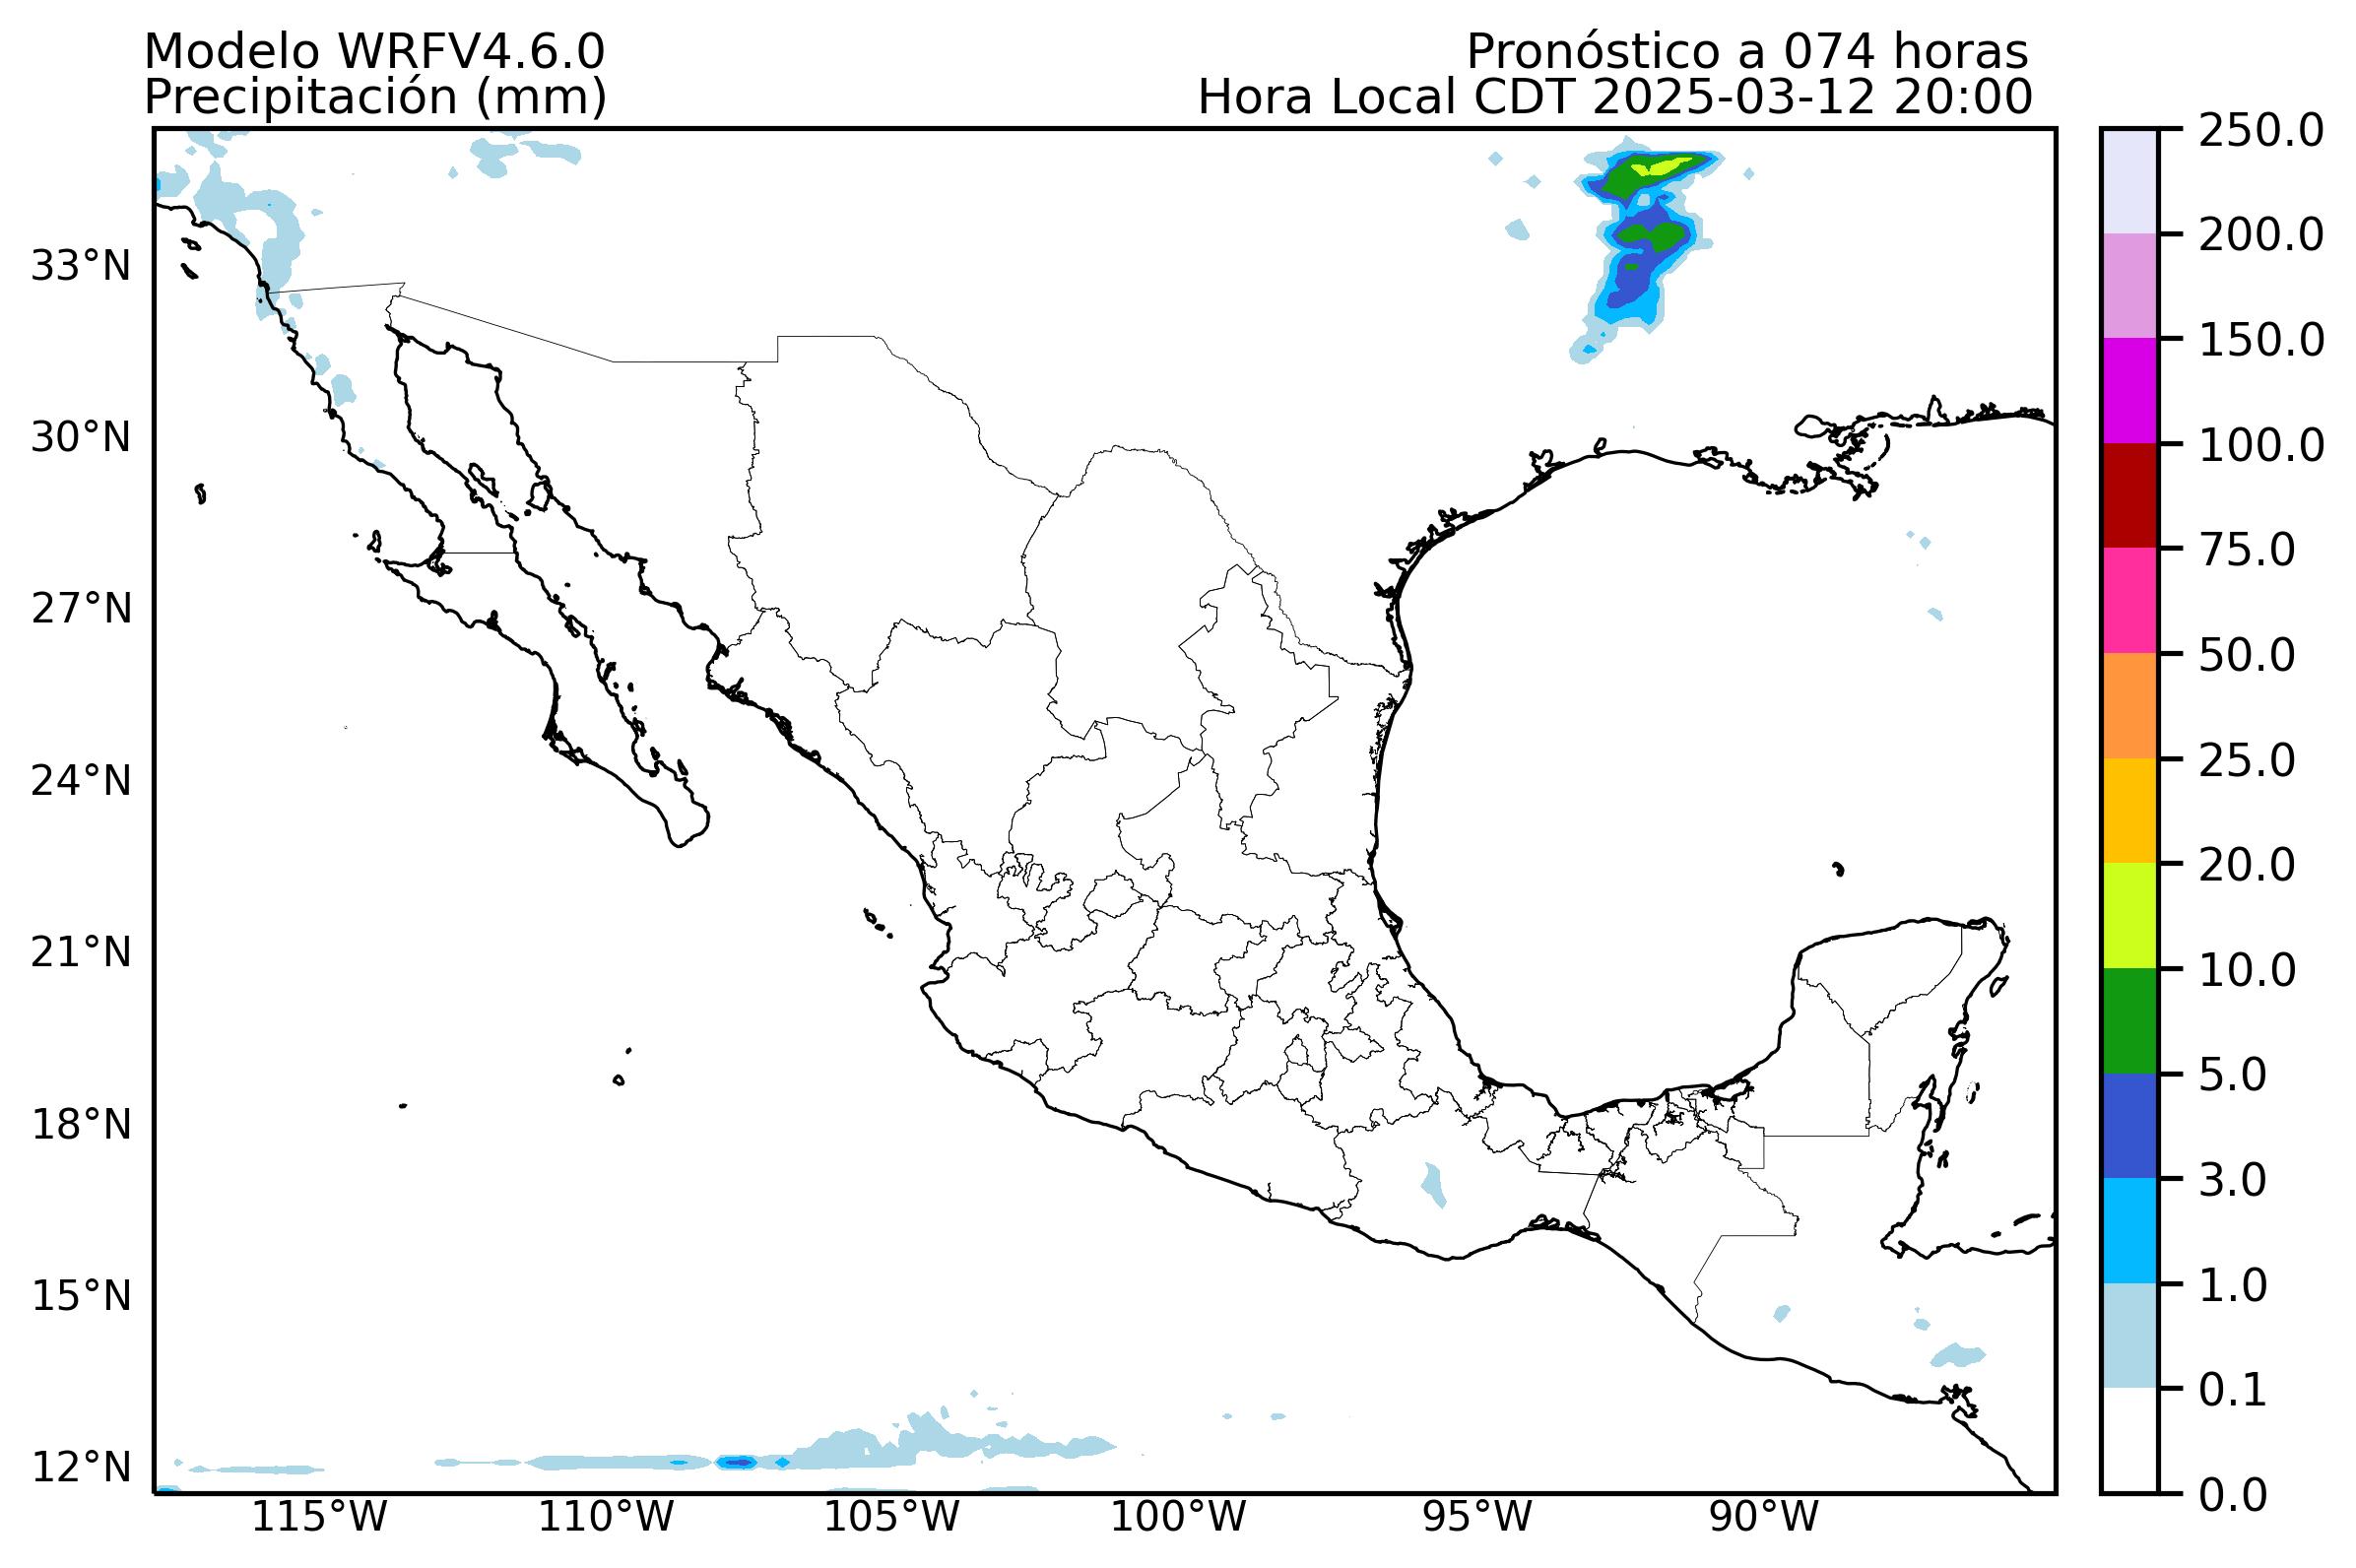 Modelo WRFV4.6.0
Precipitación (mm)
Pronóstico a 074 horas
Hora Local CDT 2025-03-12 20:00
33°N
30°N
27°N
24°N
21°N
18°N
15°N
12°N
115°W
110°W
105°W
100°W
95°W
90°W
250.0
200.0
150.0
100.0
75.0
50.0
25.0
20.0
10.0
5.0
3.0
1.0
0.1
0.0